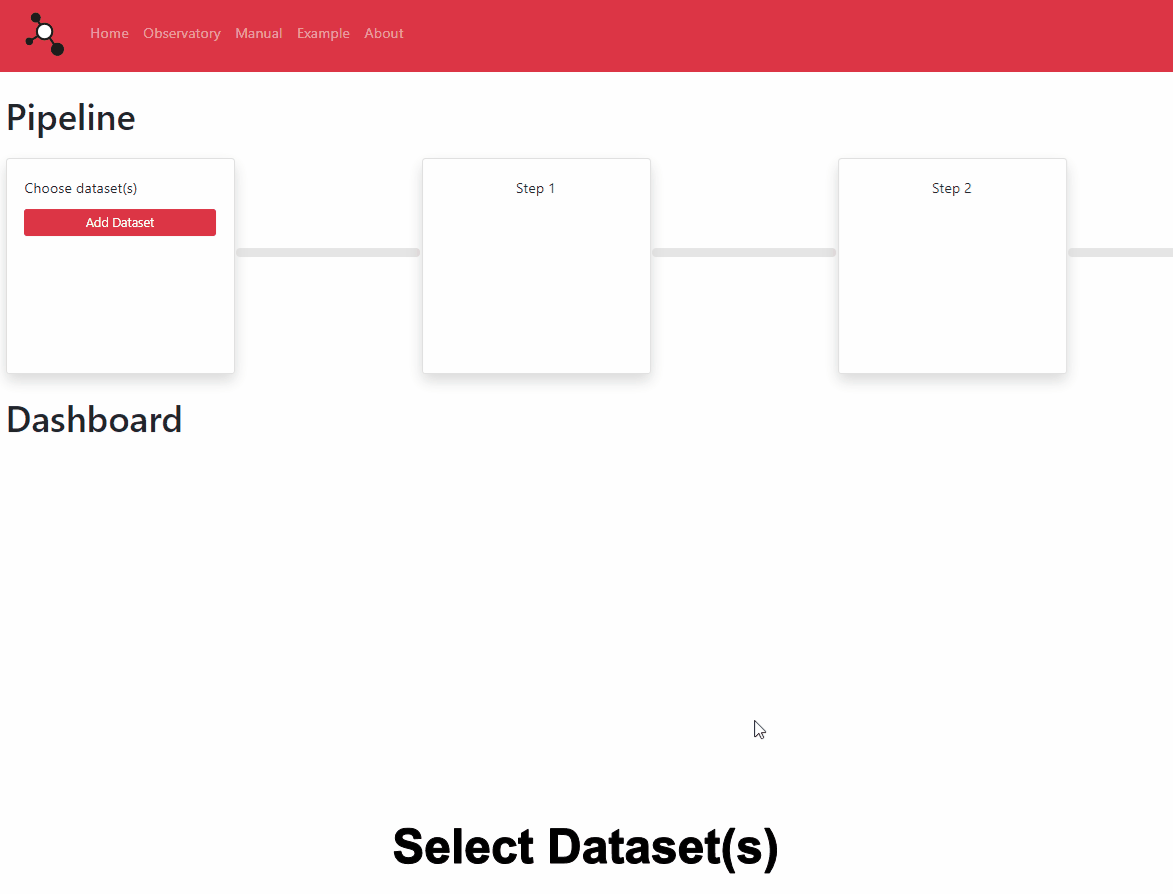 Home Observatory Manual Example About
Pipeline
Choose dataset(s)
Add Dataset
Step 1
Step 2
Dashboard
Select Dataset(s)